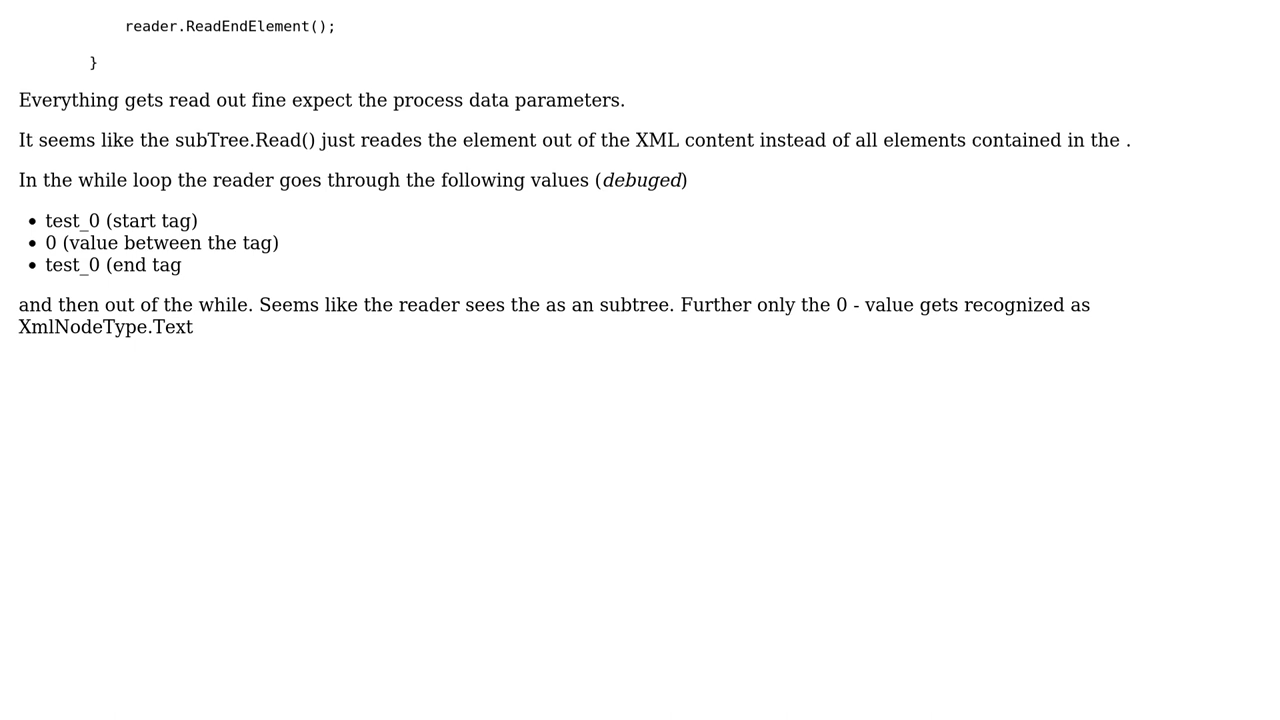 reader.ReadEndElement();
}
Everything gets read out fine expect the process data parameters.
It seems like the subTree.Read() just reades the element out of the XML content instead of all elements contained in the .
In the while loop the reader goes through the following values (debuged)
• test_0 (start tag)
• 0 (value between the tag)
• test_0 (end tag
and then out of the while. Seems like the reader sees the as an subtree. Further only the 0 - value gets recognized as
XmlNodeType.Text